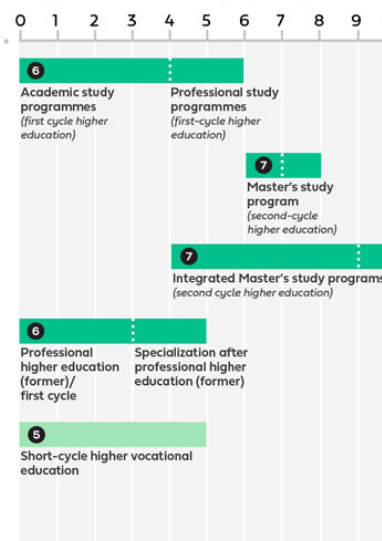 0 1 2 3 4 5 6 7 8 9
6
Academic study
programmes
(first cycle higher
education)
Professional study
programmes
(first-cycle higher
education)
7
Master's study
program
(second-cycle
higher education)
7
Integrated Master's study programs
(second cycle higher education)
6
Professional
higher education
(former)/
first cycle
Specialization after
professional higher
education (former)
5
Short-cycle higher vocational
education